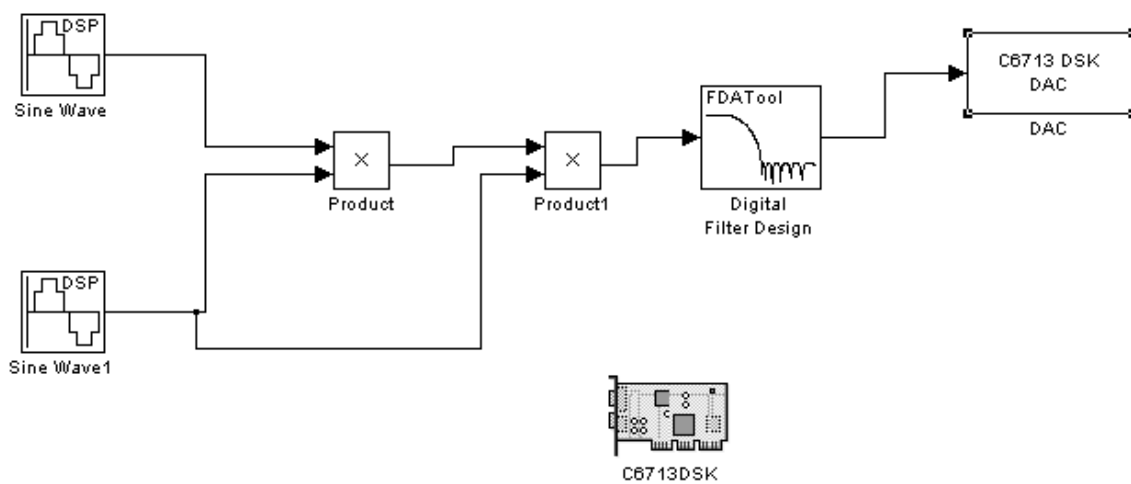 DSP
Sine Wave
×
Product
×
Product1
FDATool
Digital
Filter Design
C6713 DSK
DAC
DAC
DSP
Sine Wave1
C6713DSK